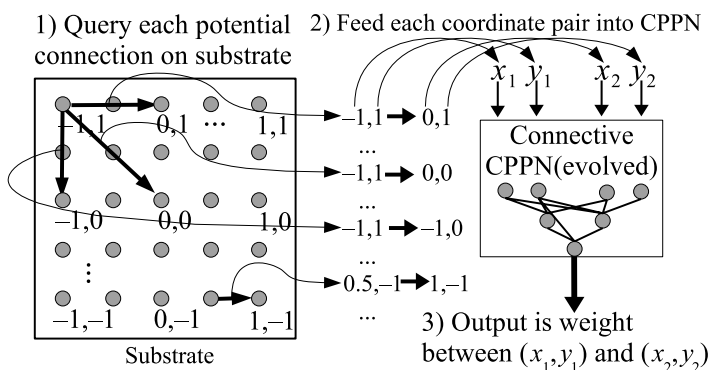 1) Query each potential
connection on substrate
–1,1 0,1 ... 1,1
–1,0 0,0 1,0
...
–1,–1 0,–1 1,–1
Substrate
2) Feed each coordinate pair into CPPN
x1 y1 x2 y2
–1,1 0,1
...
–1,1 0,0
...
–1,1 –1,0
...
0.5,–1 1,–1
...
Connective
CPPN(evolved)
3) Output is weight
between (x1,y1) and (x2,y2)